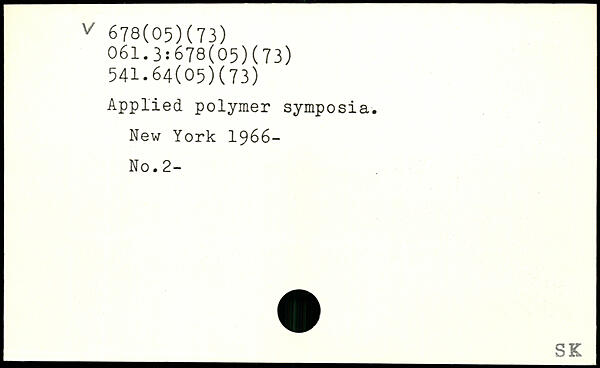 V 678(05)(73)
061.3:678(05)(73)
541.64(05)(73)
Applied polymer symposia.
New York 1966-
No.2-
SK